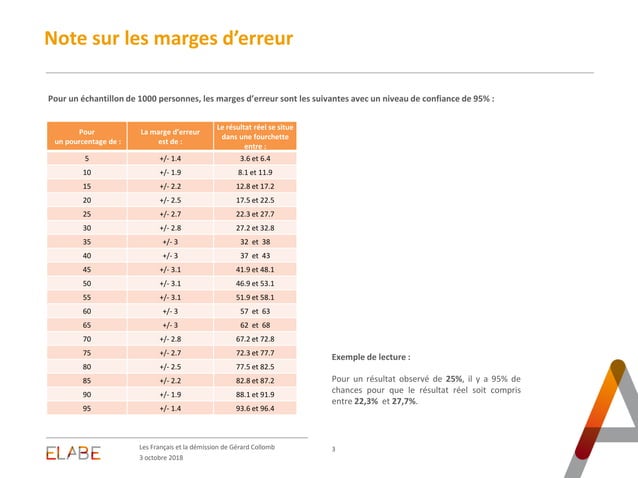 Note sur les marges d'erreur
Pour un échantillon de 1000 personnes, les marges d'erreur sont les suivantes avec un niveau de confiance de 95% :
Pour un pourcentage de : La marge d'erreur est de : Le résultat réel se situe dans une fourchette entre :
5 +/- 1.4 3.6 et 6.4
10 +/- 1.9 8.1 et 11.9
15 +/- 2.2 12.8 et 17.2
20 +/- 2.5 17.5 et 22.5
25 +/- 2.7 22.3 et 27.7
30 +/- 2.8 27.2 et 32.8
35 +/- 3 32 et 38
40 +/- 3 37 et 43
45 +/- 3.1 41.9 et 48.1
50 +/- 3.1 46.9 et 53.1
55 +/- 3.1 51.9 et 58.1
60 +/- 3 57 et 63
65 +/- 3 62 et 68
70 +/- 2.8 67.2 et 72.8
75 +/- 2.7 72.3 et 77.7
80 +/- 2.5 77.5 et 82.5
85 +/- 2.2 82.8 et 87.2
90 +/- 1.9 88.1 et 91.9
95 +/- 1.4 93.6 et 96.4
Exemple de lecture :
Pour un résultat observé de 25%, il y a 95% de
chances pour que le résultat réel soit compris
entre 22,3% et 27,7%.
ELABE
Les Français et la démission de Gérard Collomb
3 octobre 2018
3